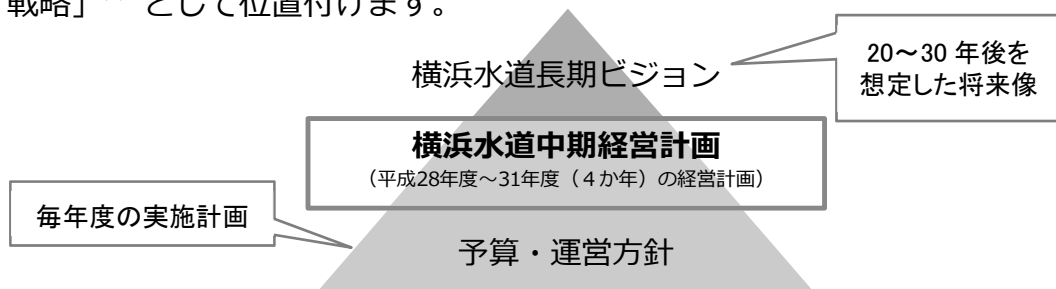 戦略」 として位置付けます。
横浜水道長期ビジョン
20～30 年後を
想定した将来像
横浜水道中期経営計画
（平成28年度～31年度（４か年）の経営計画）
毎年度の実施計画
予算・運営方針